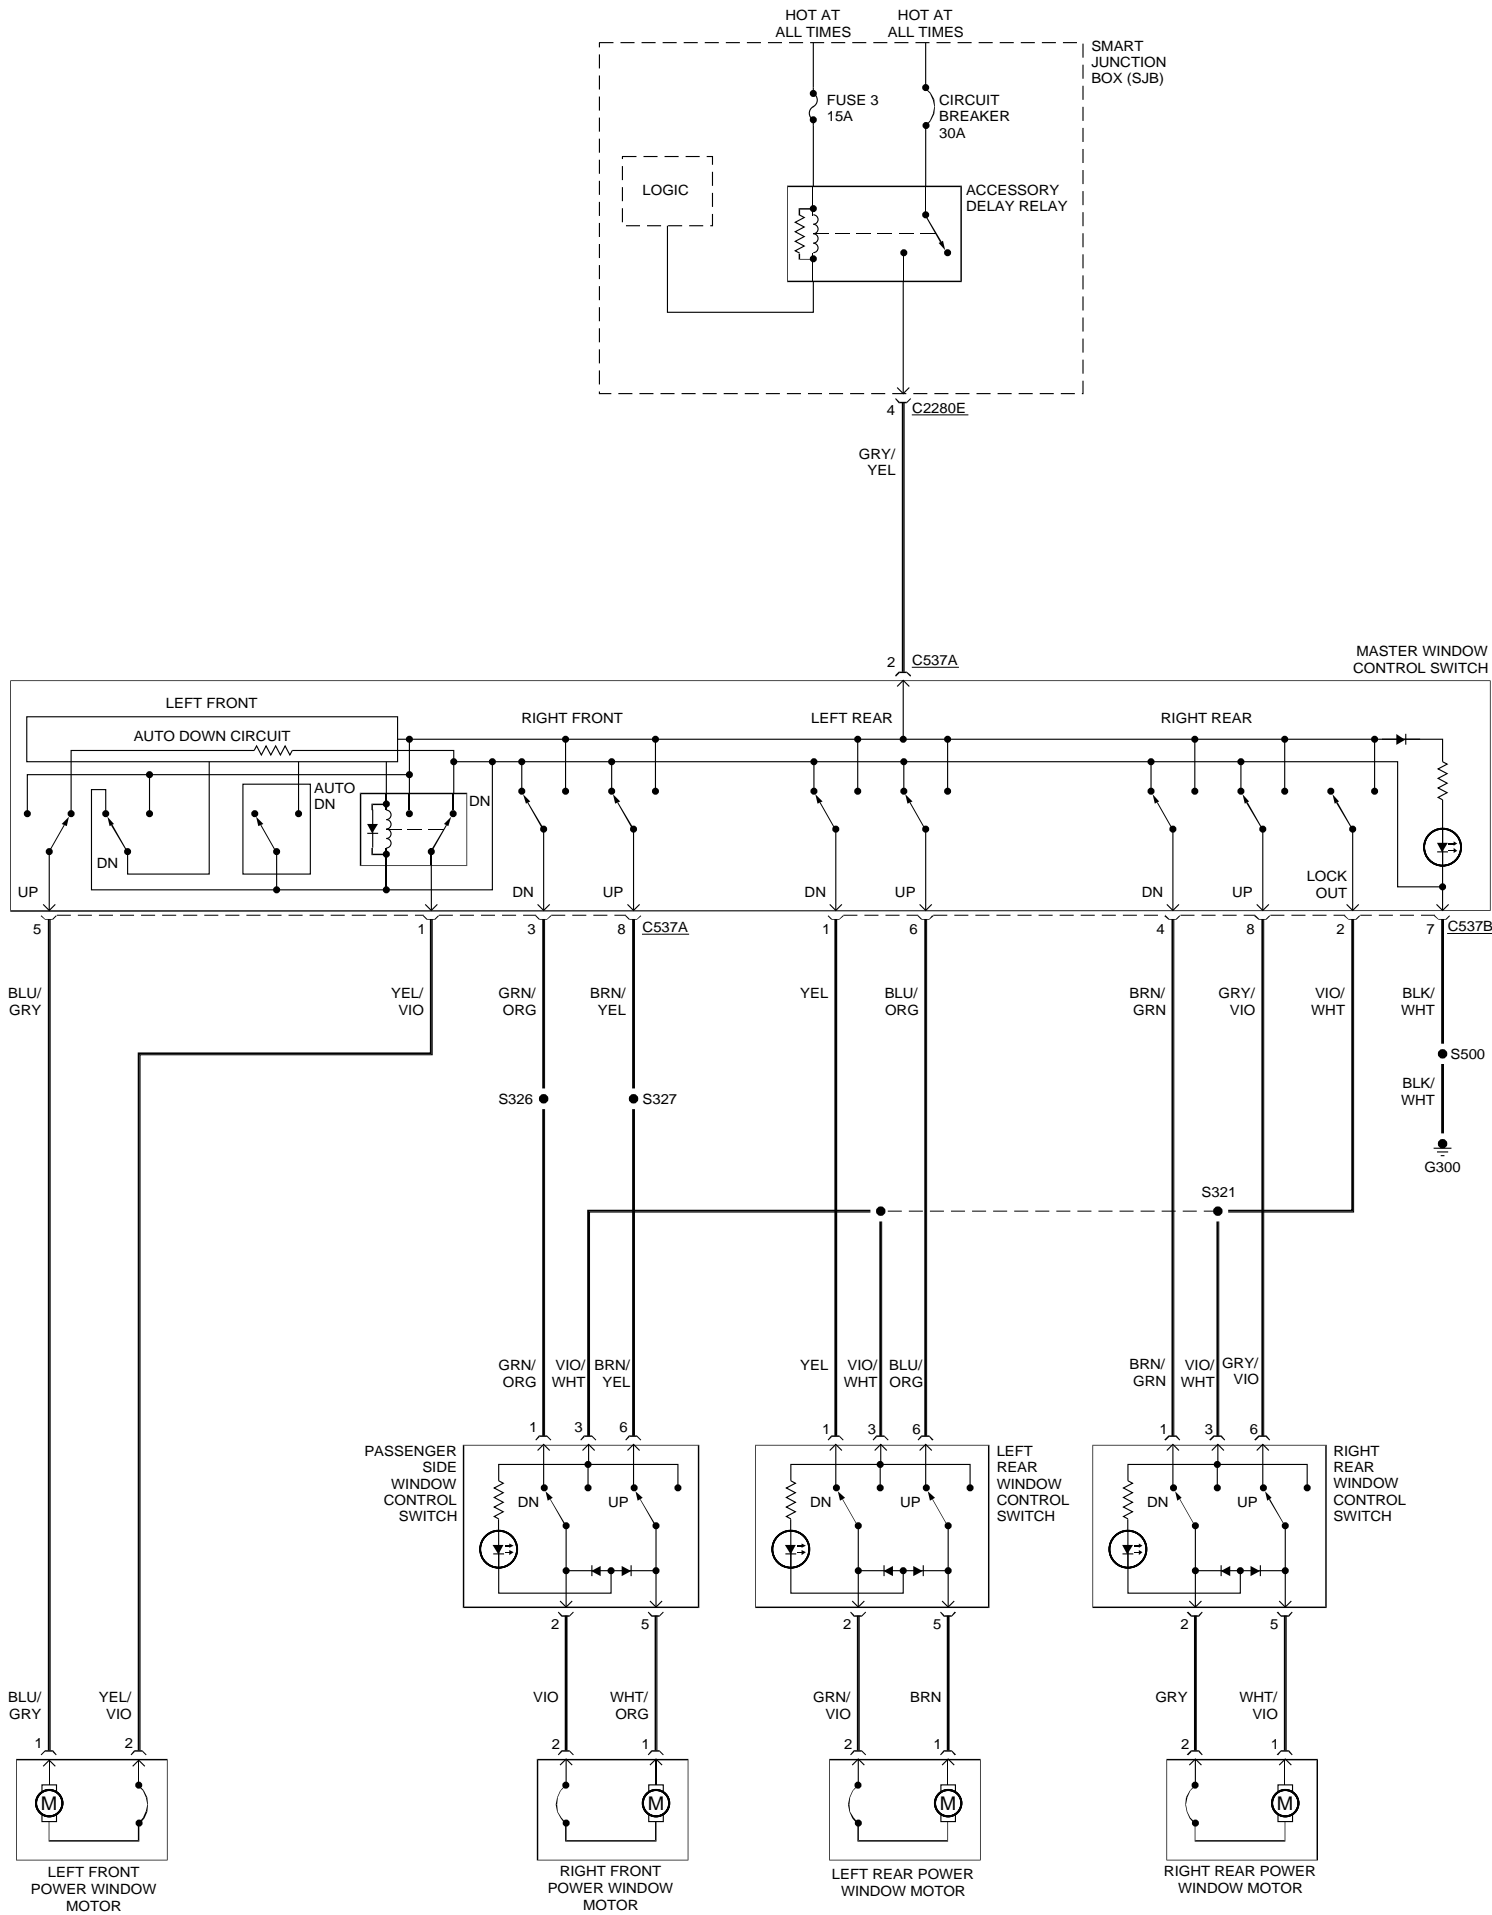 HOT AT
ALL TIMES
HOT AT
ALL TIMES
SMART
JUNCTION
BOX (SJB)
FUSE 3
15A
CIRCUIT
BREAKER
30A
LOGIC
ACCESSORY
DELAY RELAY
4 C2280E
GRY/
YEL
2 C537A
MASTER WINDOW
CONTROL SWITCH
LEFT FRONT
RIGHT FRONT
LEFT REAR
RIGHT REAR
AUTO DOWN CIRCUIT
AUTO
DN
DN
DN
UP
DN
UP
DN
UP
DN
UP
LOCK
OUT
5 1 3 8 C537A 1 6 4 8 2 7 C537B
BLU/
GRY
YEL/
VIO
GRN/
ORG
BRN/
YEL
YEL
BLU/
ORG
BRN/
GRN
GRY/
VIO
VIO/
WHT
BLK/
WHT
S500
BLK/
WHT
S326
S327
G300
S321
GRN/
ORG
VIO/
WHT
BRN/
YEL
YEL
VIO/
WHT
BLU/
ORG
BRN/
GRN
VIO/
WHT
GRY/
VIO
1 3 6 1 3 6 1 3 6
PASSENGER
SIDE
WINDOW
CONTROL
SWITCH
DN
UP
LEFT
REAR
WINDOW
CONTROL
SWITCH
DN
UP
RIGHT
REAR
WINDOW
CONTROL
SWITCH
DN
UP
2 5 2 5 2 5
BLU/
GRY
YEL/
VIO
VIO
WHT/
ORG
GRN/
VIO
BRN
GRY
WHT/
VIO
1 2 2 1 2 1 2 1
M
M
M
M
LEFT FRONT
POWER WINDOW
MOTOR
RIGHT FRONT
POWER WINDOW
MOTOR
LEFT REAR POWER
WINDOW MOTOR
RIGHT REAR POWER
WINDOW MOTOR